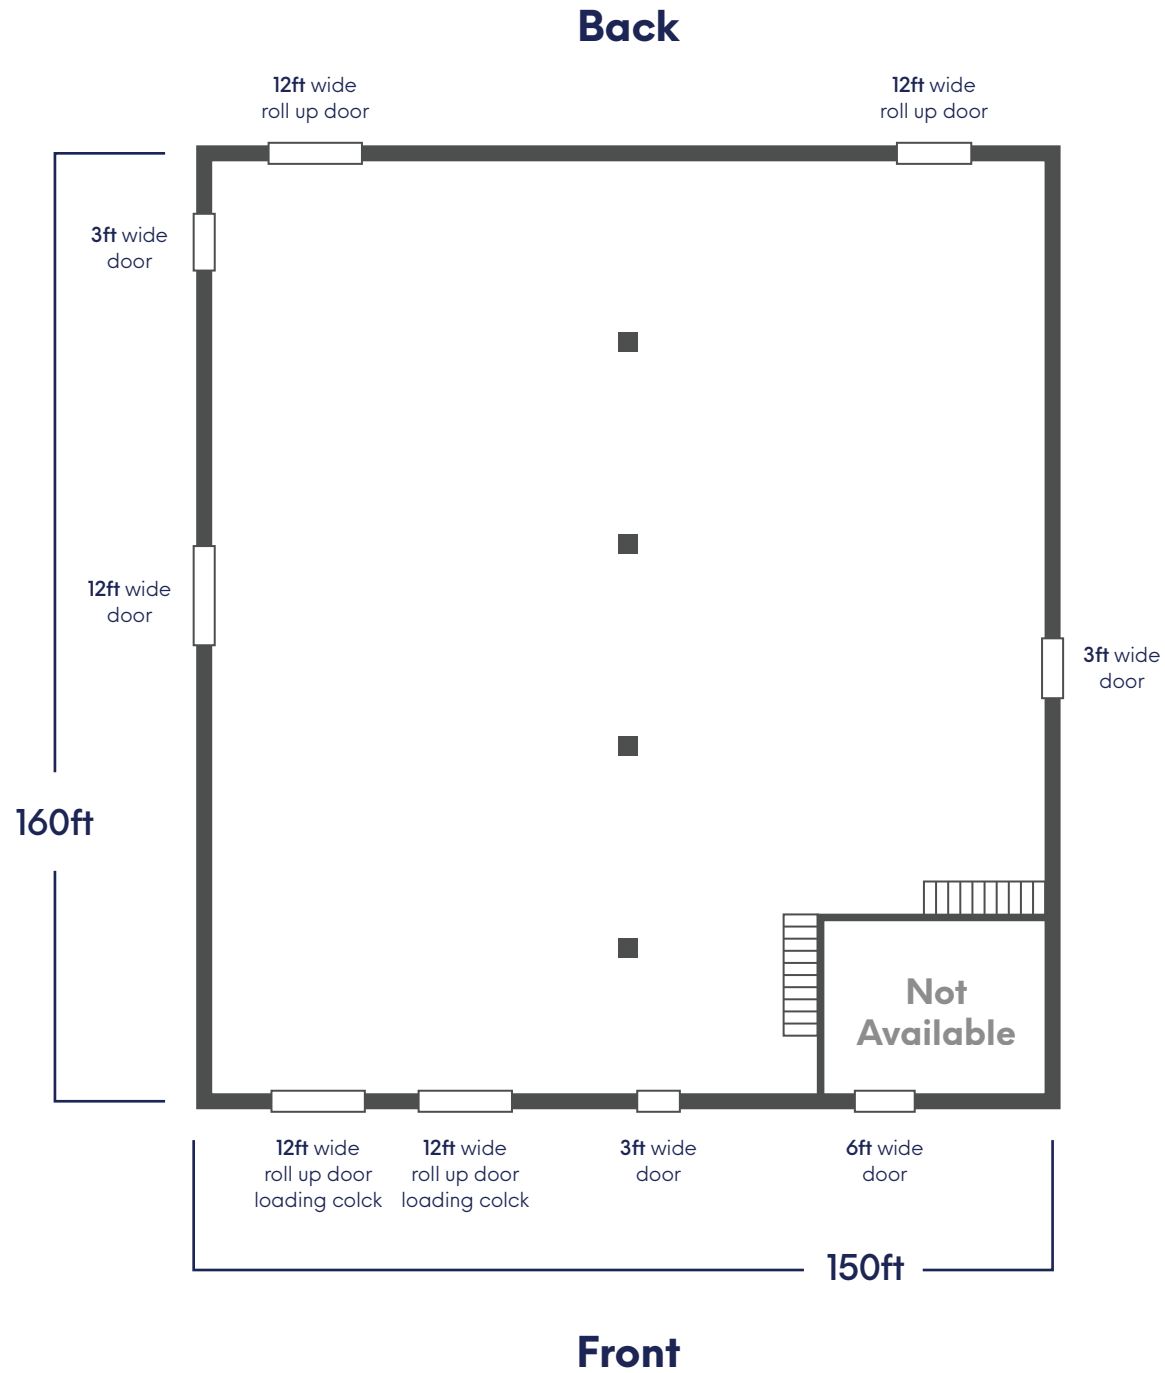 Back
12ft wide
roll up door
12ft wide
roll up door
3ft wide
door
12ft wide
door
3ft wide
door
160ft
Not
Available
12ft wide
roll up door
loading colck
12ft wide
roll up door
loading colck
3ft wide
door
6ft wide
door
150ft
Front